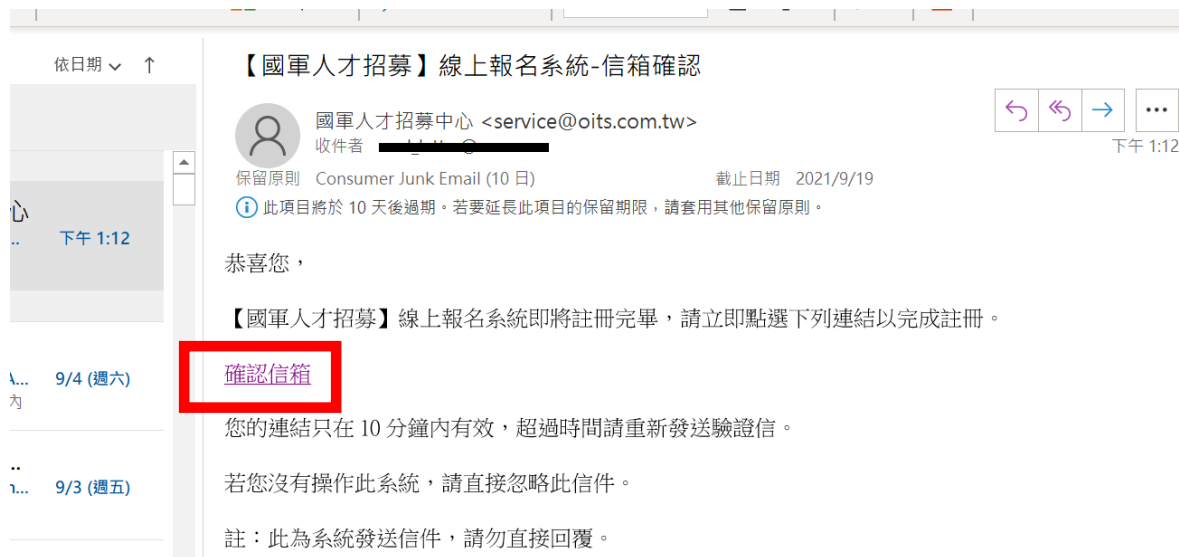 依日期 ↑
【國軍人才招募】線上報名系統-信箱確認
國軍人才招募中心 <service@oits.com.tw>
收件者
下午 1:12
保留原則 Consumer Junk Email (10 日) 截止日期 2021/9/19
此項目將於 10 天後過期。若要延長此項目的保留期限，請套用其他保留原則。
心
... 下午 1:12
恭喜您，
【國軍人才招募】線上報名系統即將註冊完畢，請立即點選下列連結以完成註冊。
確認信箱
... 9/4 (週六)
內
您的連結只在 10 分鐘內有效，超過時間請重新發送驗證信。
... 9/3 (週五)
若您沒有操作此系統，請直接忽略此信件。
註：此為系統發送信件，請勿直接回覆。